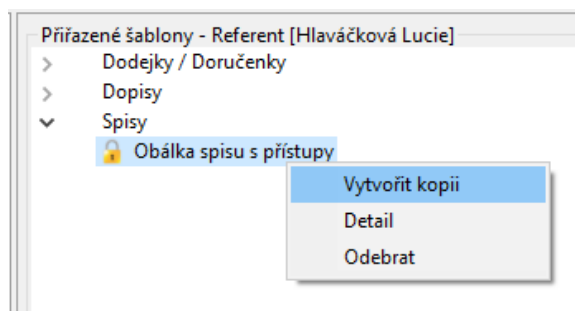 Přiřazené šablony - Referent [Hlaváčková Lucie]
Dodejky / Doručenky
Dopisy
Spisy
Obálka spisu s přístupy
Vytvořit kopii
Detail
Odebrat